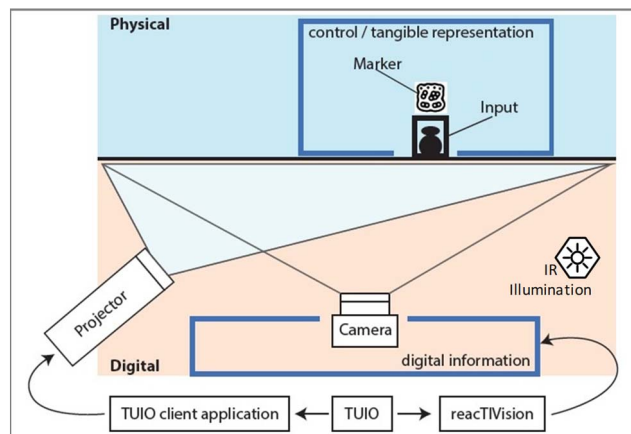 Physical
control / tangible representation
Marker
Input
IR
Illumination
Projector
Camera
Digital
digital information
TUIO client application
TUIO
reacTIVision